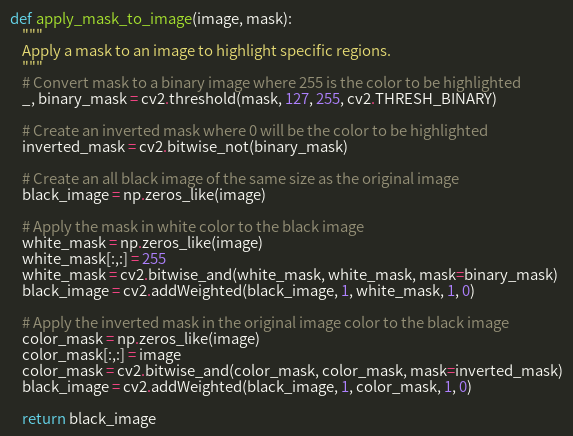 def apply_mask_to_image(image, mask):
    """
    Apply a mask to an image to highlight specific regions.
    """
    # Convert mask to a binary image where 255 is the color to be highlighted
    _, binary_mask = cv2.threshold(mask, 127, 255, cv2.THRESH_BINARY)

    # Create an inverted mask where 0 will be the color to be highlighted
    inverted_mask = cv2.bitwise_not(binary_mask)

    # Create an all black image of the same size as the original image
    black_image = np.zeros_like(image)

    # Apply the mask in white color to the black image
    white_mask = np.zeros_like(image)
    white_mask[:,:] = 255
    white_mask = cv2.bitwise_and(white_mask, white_mask, mask=binary_mask)
    black_image = cv2.addWeighted(black_image, 1, white_mask, 1, 0)

    # Apply the inverted mask in the original image color to the black image
    color_mask = np.zeros_like(image)
    color_mask[:,:] = image
    color_mask = cv2.bitwise_and(color_mask, color_mask, mask=inverted_mask)
    black_image = cv2.addWeighted(black_image, 1, color_mask, 1, 0)

    return black_image